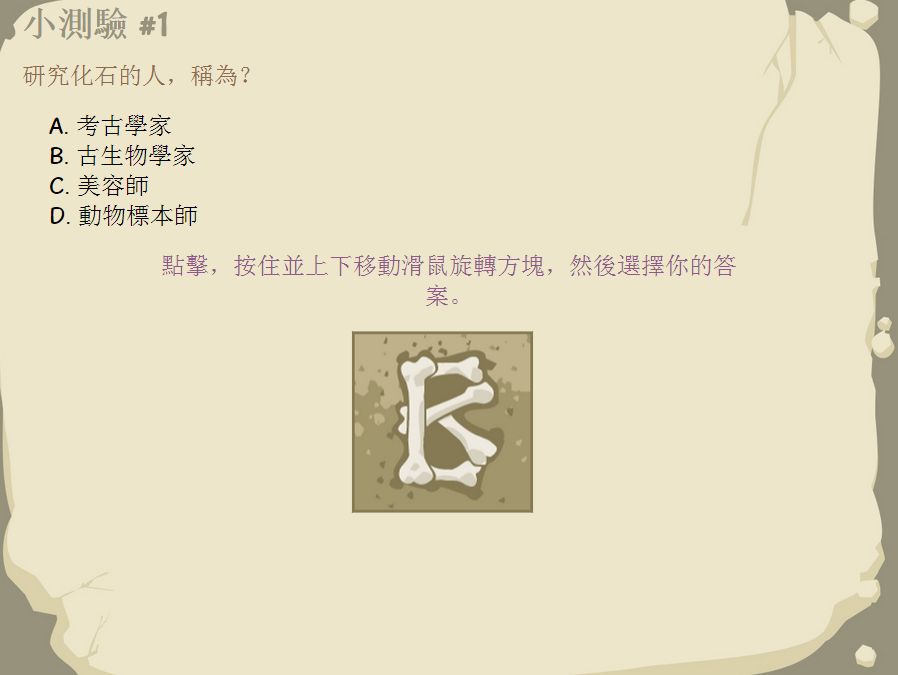 小測驗 #1
研究化石的人，稱為？
A. 考古學家
B. 古生物學家
C. 美容師
D. 動物標本師
點擊，按住並上下移動滑鼠旋轉方塊，然後選擇你的答
案。
B